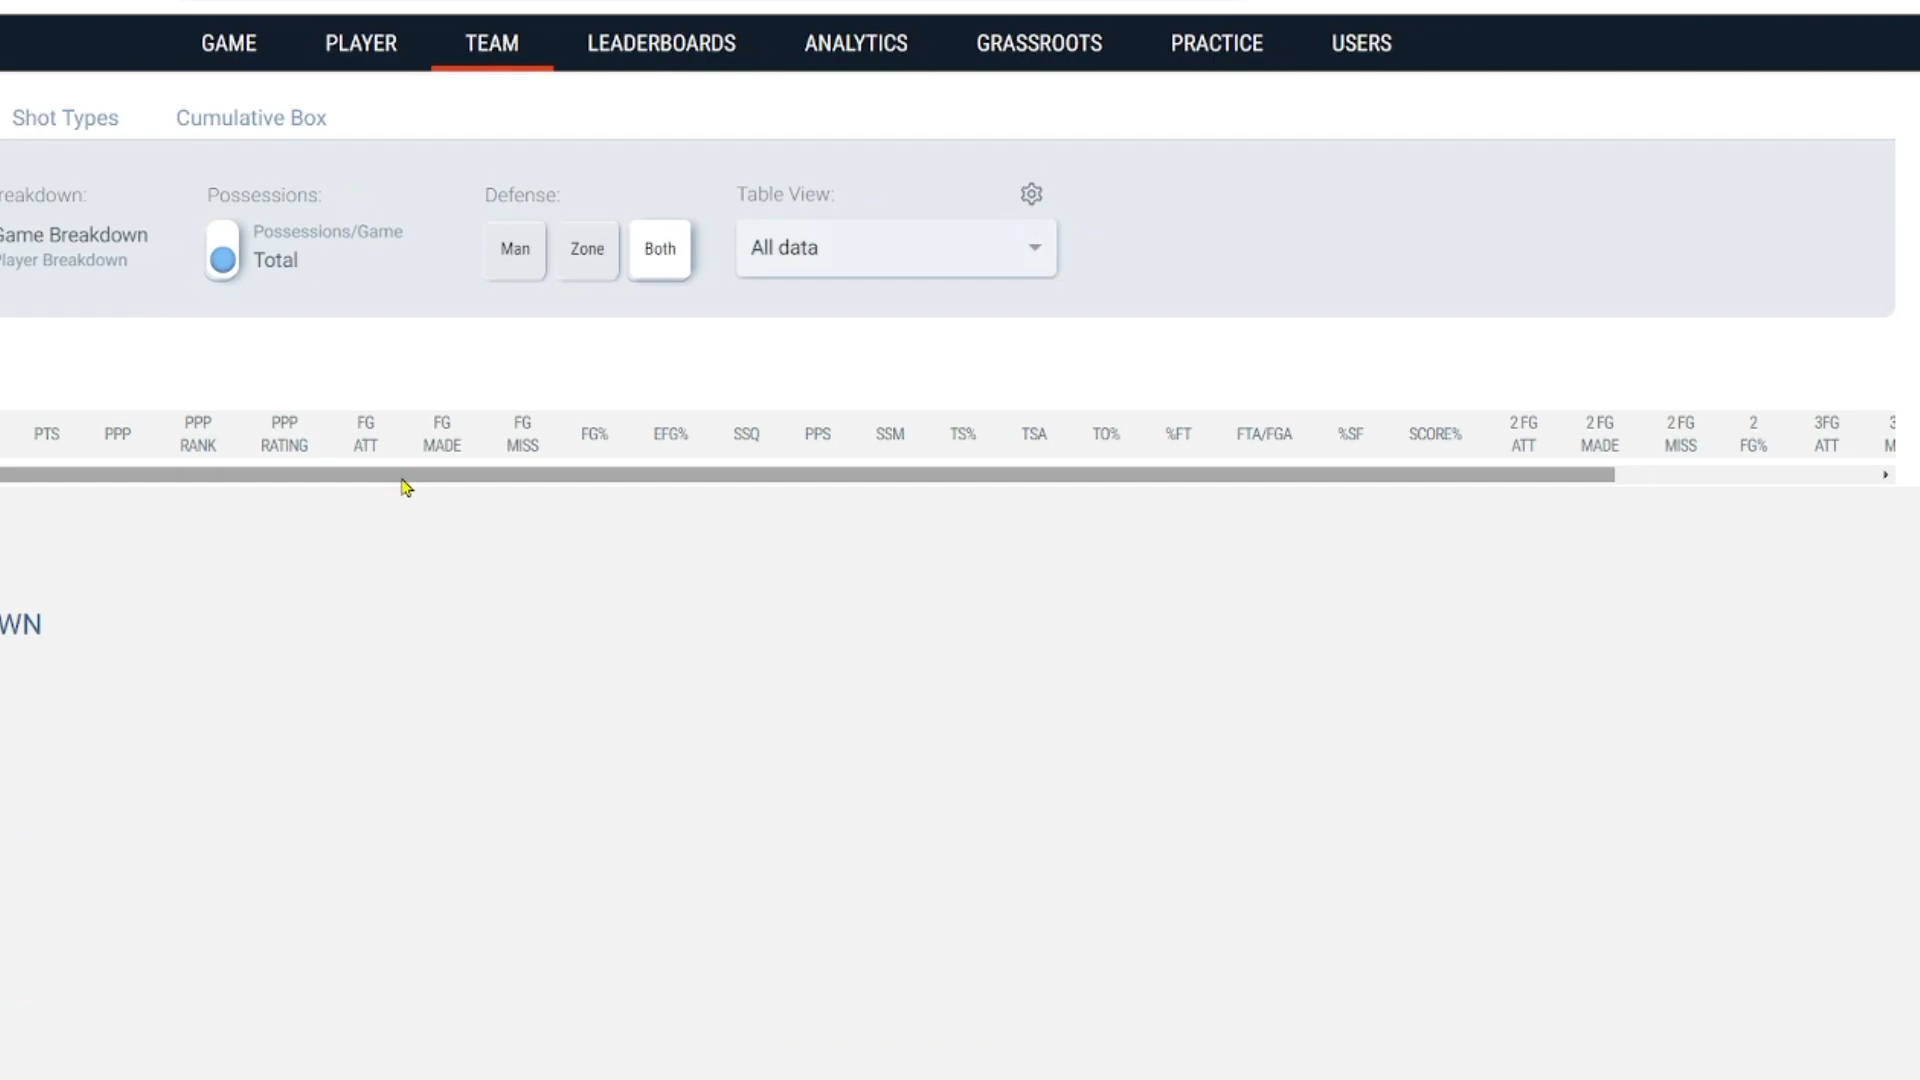 GAME PLAYER TEAM LEADERBOARDS ANALYTICS GRASSROOTS PRACTICE USERS
Shot Types Cumulative Box
reakdown: Possessions: Defense: Table View:
Game Breakdown Possessions/Game Man Zone Both All data
Player Breakdown Total
PTS PPP PPP RANK PPP RATING FG ATT FG MADE FG MISS FG% EFG% SSQ PPS SSM TS% TSA TO% %FT FTA/FGA %SF SCORE% 2 FG ATT 2 FG MADE 2 FG MISS 2 FG% 3FG ATT 3 M
WN